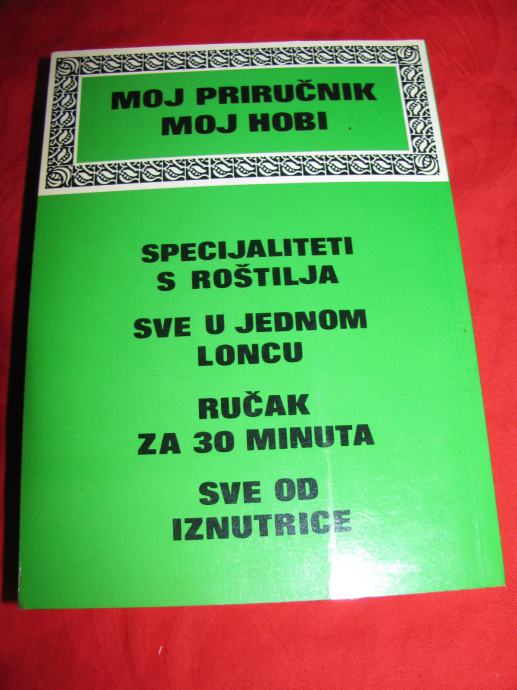 MOJ PRIRUČNIK
MOJ HOBI
SPECIJALITETI
S ROŠTILJA
SVE U JEDNOM
LONCU
RUČAK
ZA 30 MINUTA
SVE OD
IZNUTRICE